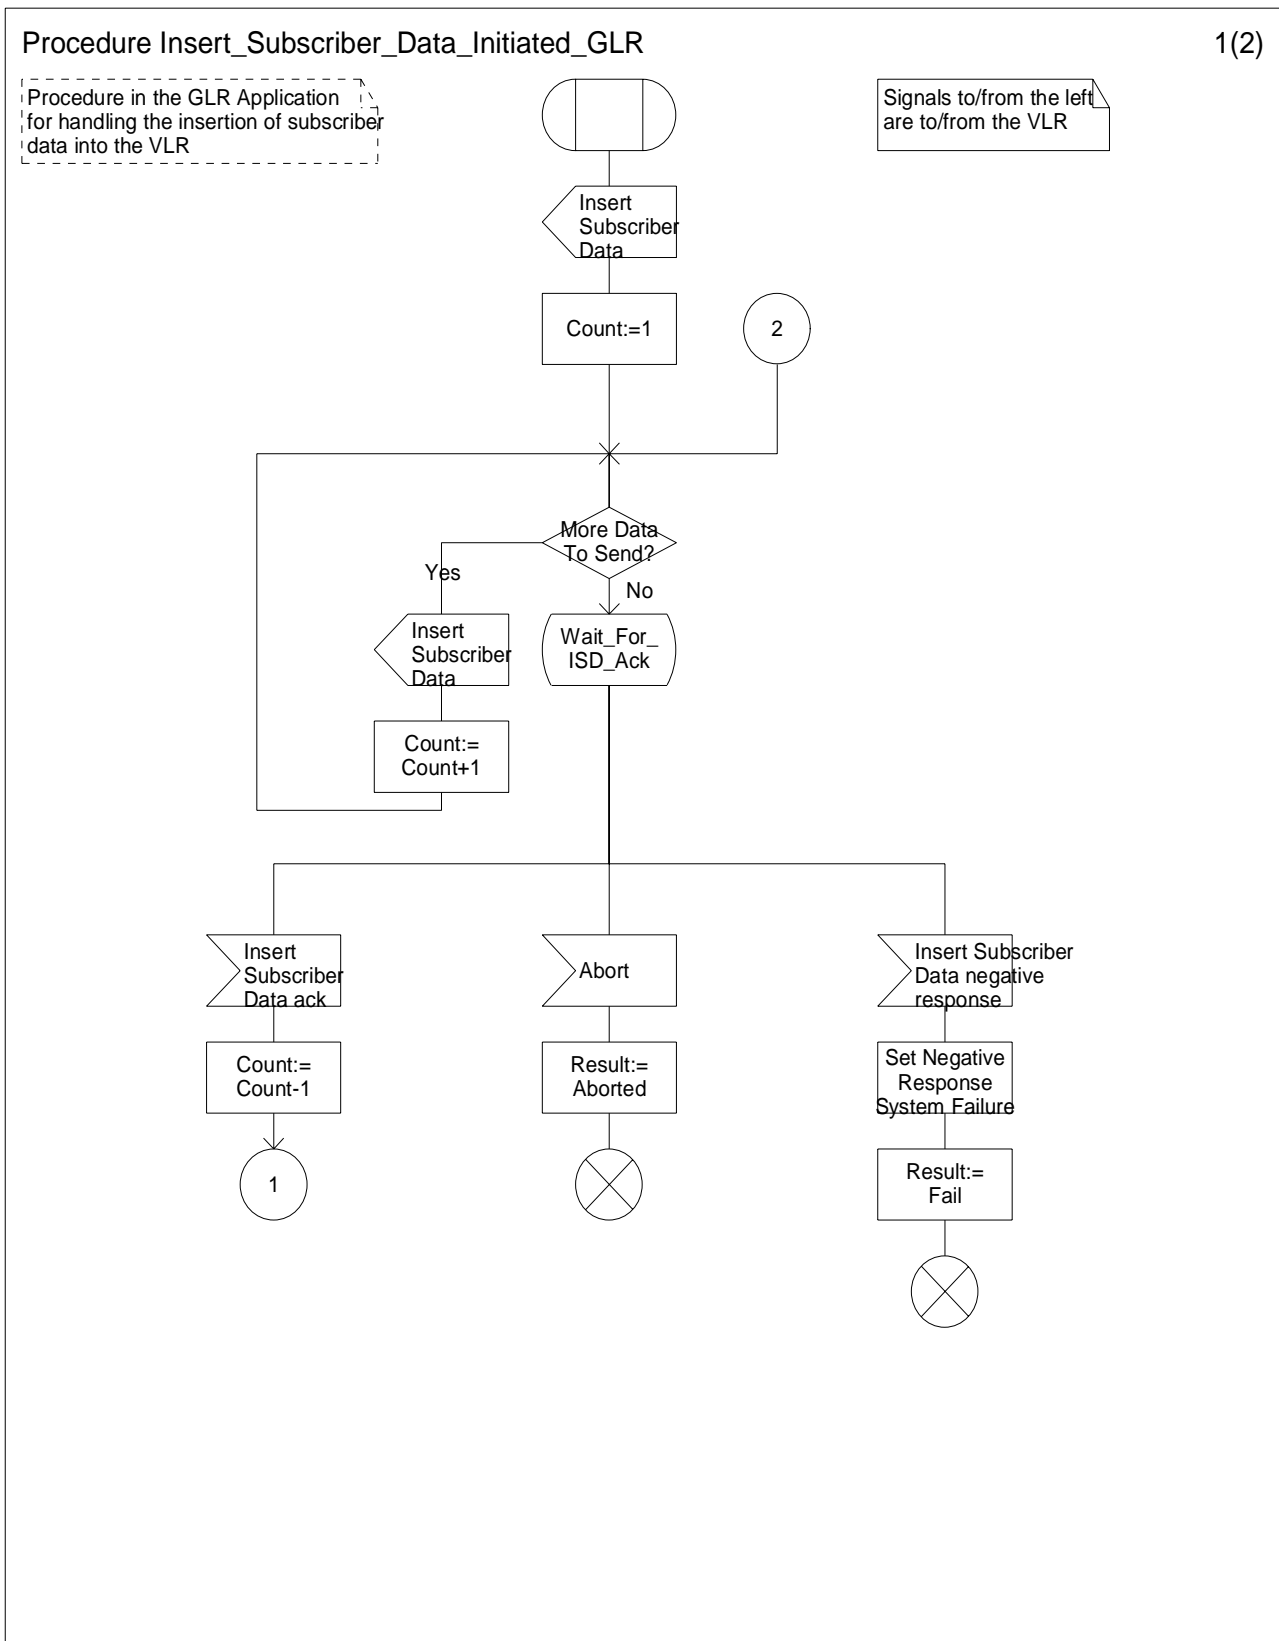 Procedure Insert_Subscriber_Data_Initiated_GLR
1(2)
Procedure in the GLR Application
for handling the insertion of subscriber
data into the VLR
Signals to/from the left
are to/from the VLR
Insert
Subscriber
Data
Count:=1
2
More Data
To Send?
Yes
No
Insert
Subscriber
Data
Wait_For_
ISD_Ack
Count:=
Count+1
Insert
Subscriber
Data ack
Abort
Insert Subscriber
Data negative
response
Count:=
Count-1
Result:=
Aborted
Set Negative
Response
System Failure
1
Result:=
Fail